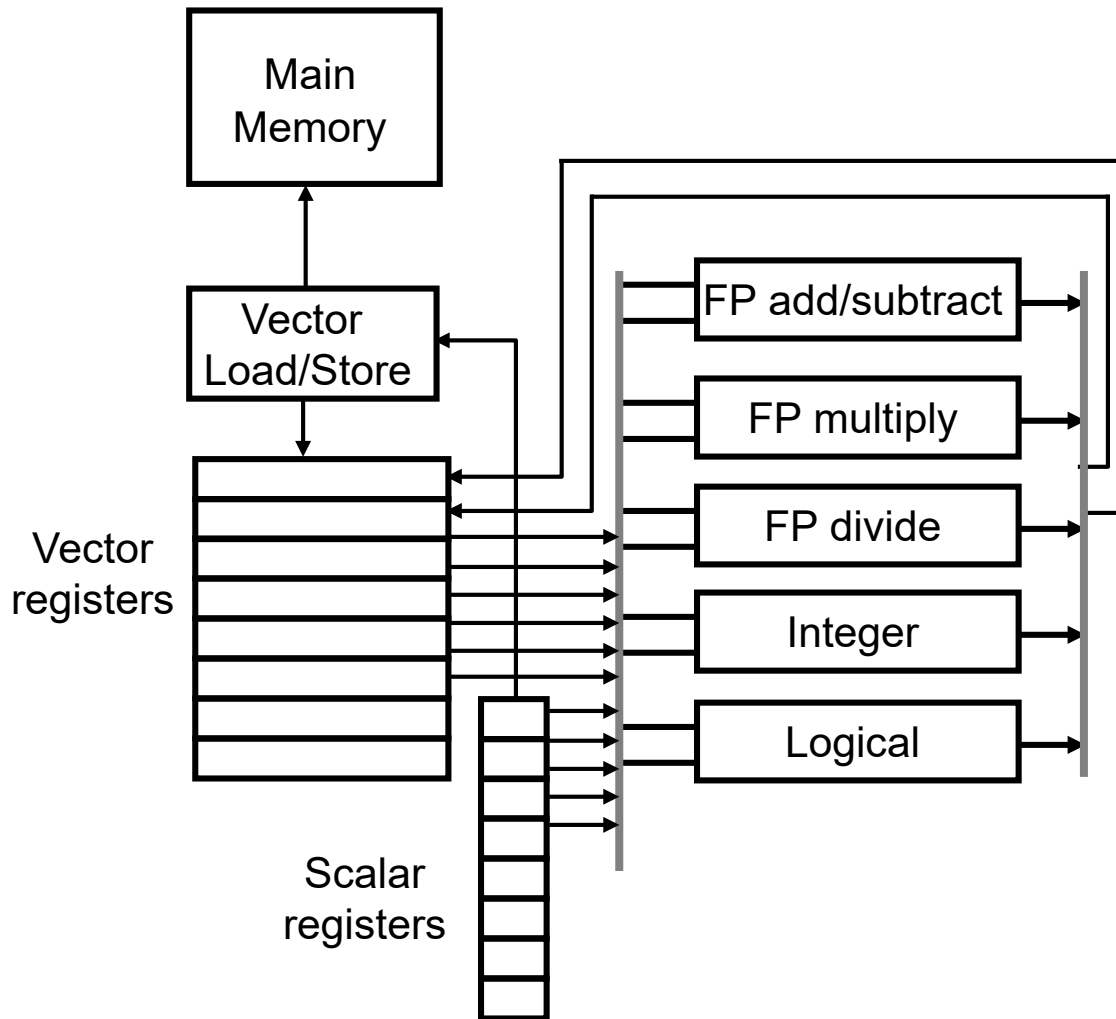 Main
Memory
Vector
Load/Store
FP add/subtract
FP multiply
FP divide
Integer
Logical
Vector
registers
Scalar
registers